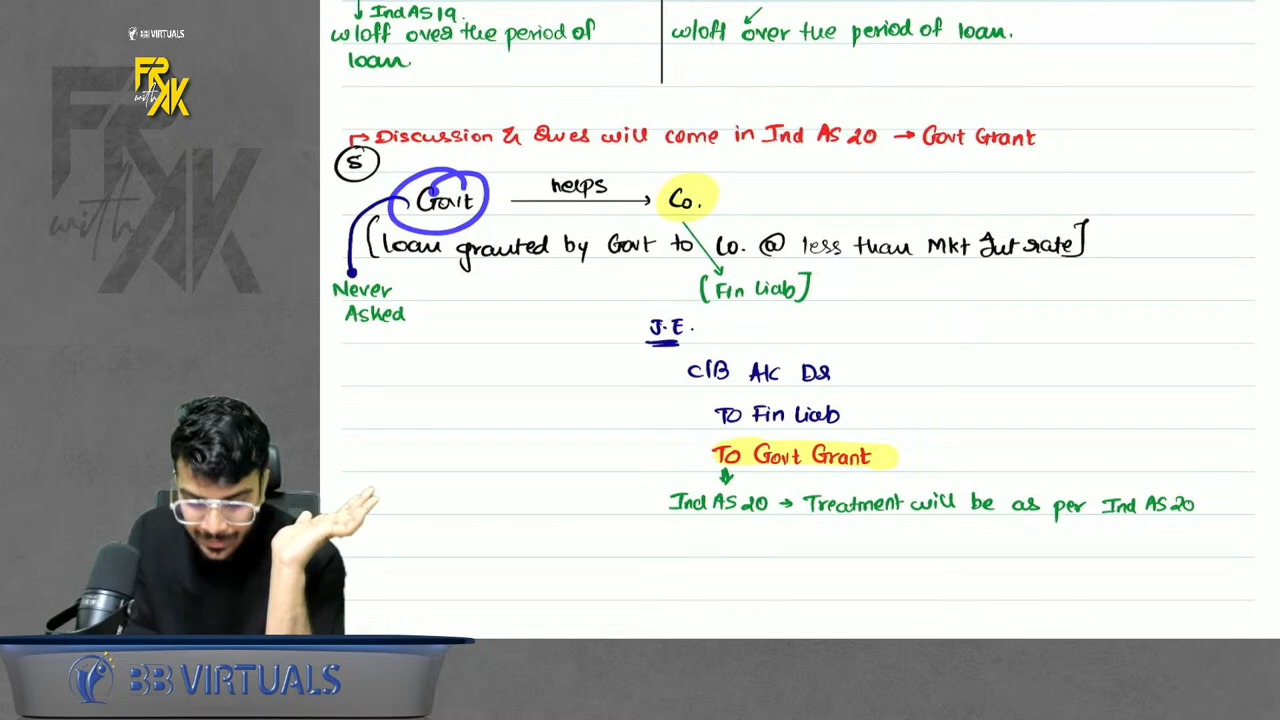 BB VIRTUALS
FR
with
AK
FR
with
AK
Ind AS 19.
w/off over the period of
loan.
w/off over the period of loan.
Discussion & Ques will come in Ind AS 20 → Govt Grant
5
Govt helps Co.
[loan granted by Govt to Co. @ less than Mkt Int rate]
Never
Asked
[Fin Liab]
J.E.
C/B A/c Dr
To Fin Liab
To Govt Grant
Ind AS 20 → Treatment will be as per Ind AS 20
BB VIRTUALS